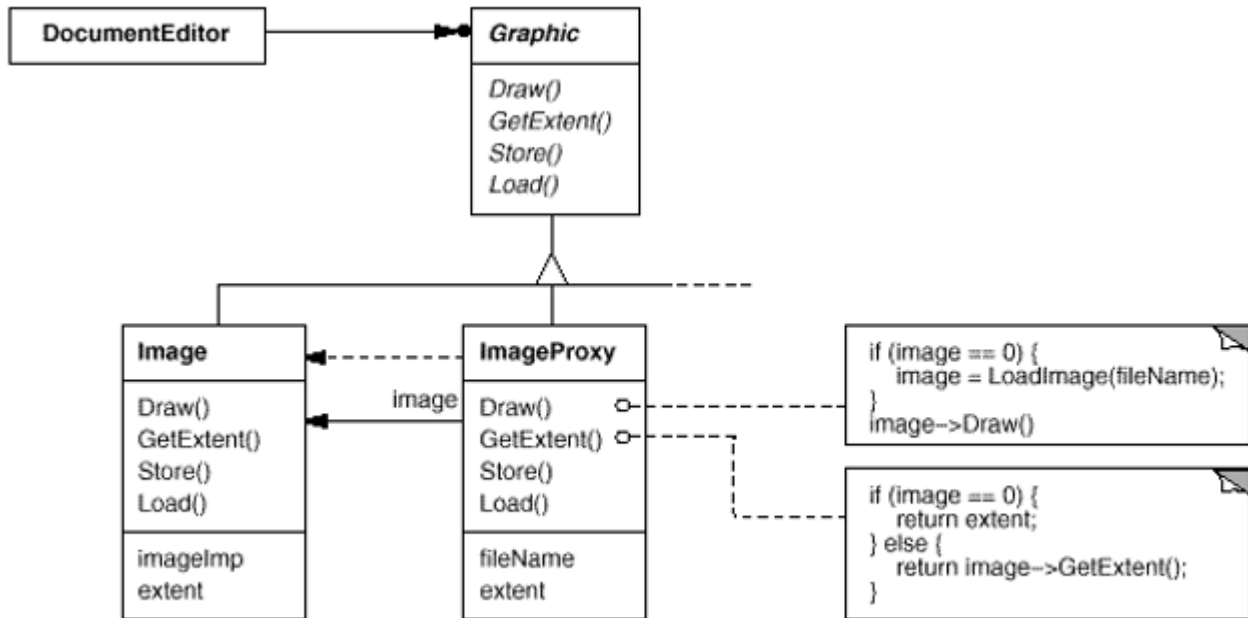 DocumentEditor
Graphic
Draw()
GetExtent()
Store()
Load()
Image
Draw()
GetExtent()
Store()
Load()
imageImp
extent
image
ImageProxy
Draw()
GetExtent()
Store()
Load()
fileName
extent
if (image == 0) {
image = LoadImage(fileName);
}
image->Draw()
if (image == 0) {
return extent;
} else {
return image->GetExtent();
}